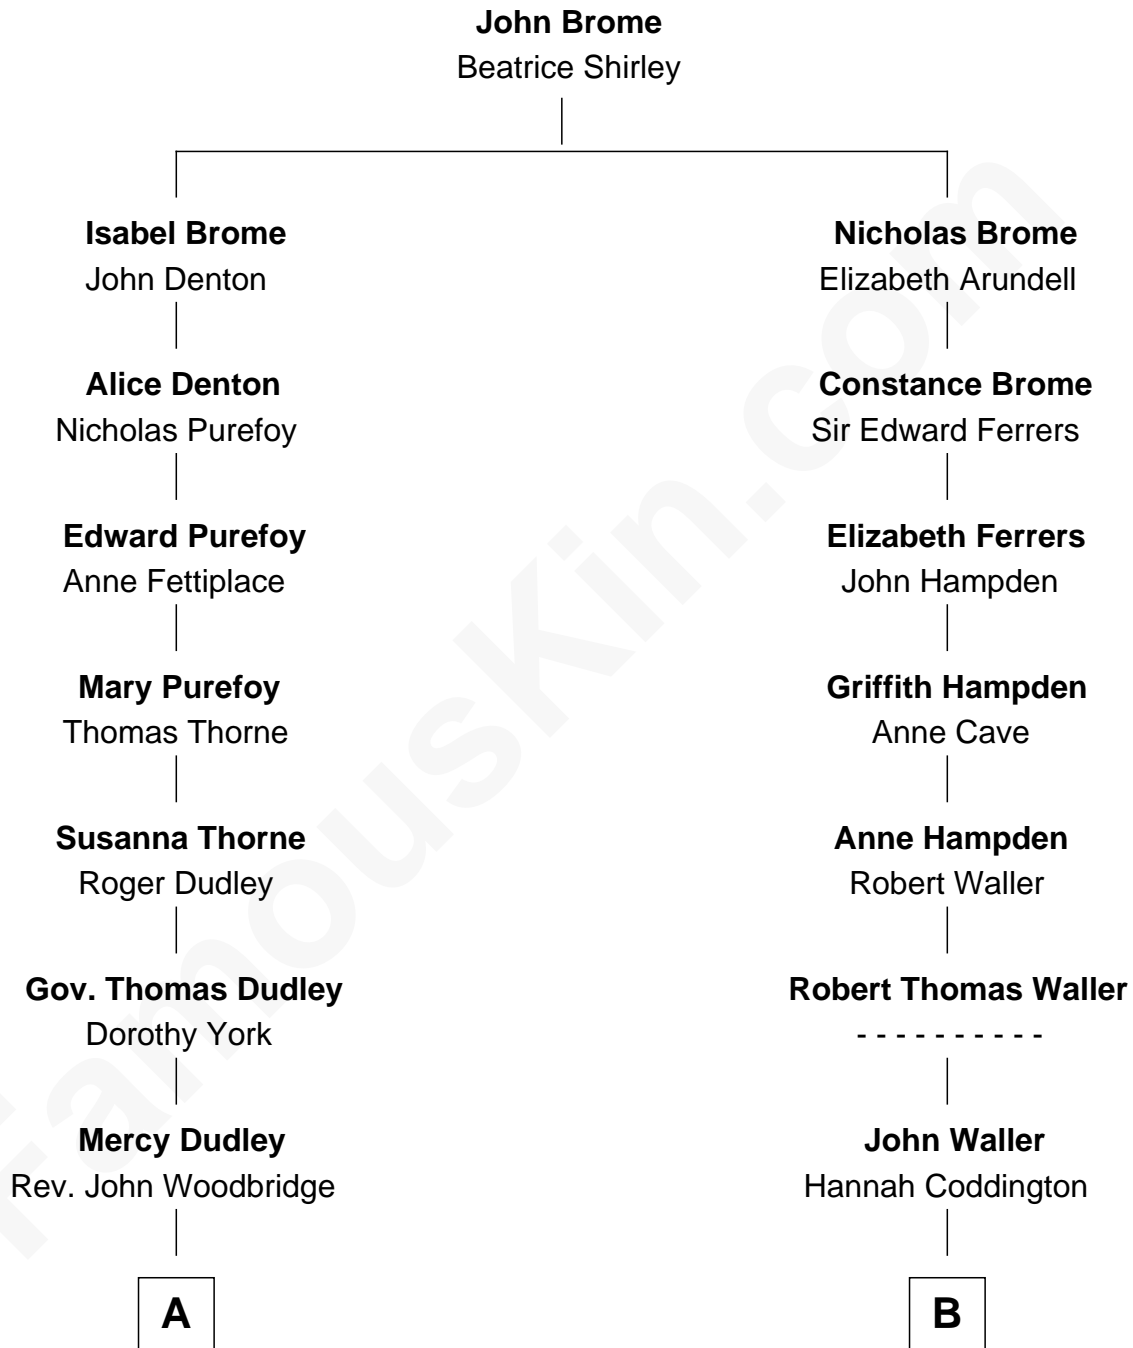 John Brome
Beatrice Shirley
Isabel Brome
John Denton
Nicholas Brome
Elizabeth Arundell
Alice Denton
Nicholas Purefoy
Constance Brome
Sir Edward Ferrers
Edward Purefoy
Anne Fettiplace
Elizabeth Ferrers
John Hampden
Mary Purefoy
Thomas Thorne
Griffith Hampden
Anne Cave
Susanna Thorne
Roger Dudley
Anne Hampden
Robert Waller
Gov. Thomas Dudley
Dorothy York
Robert Thomas Waller
- - - - - - - - - -
Mercy Dudley
Rev. John Woodbridge
John Waller
Hannah Coddington
A
B
FamousKin.com